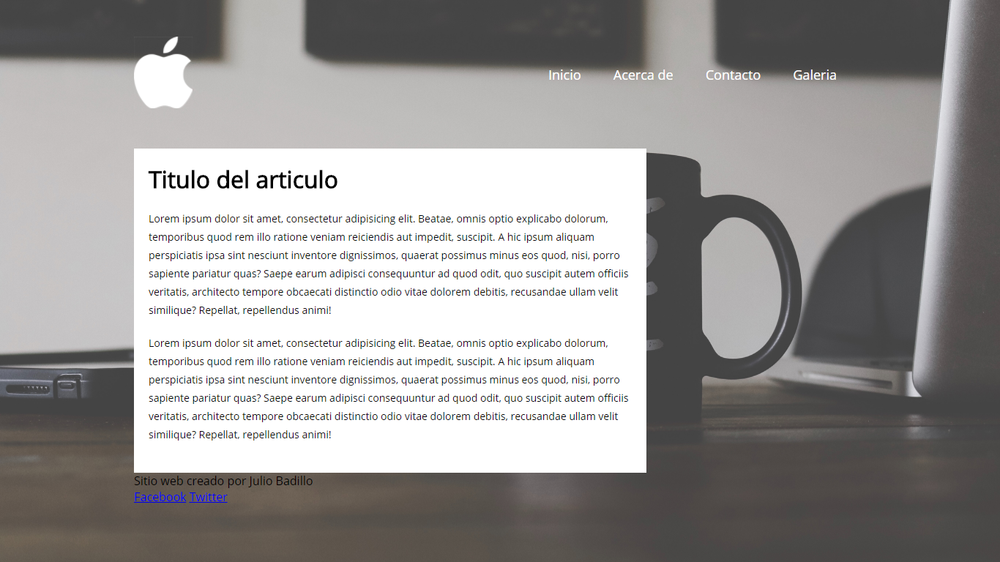 Inicio Acerca de Contacto Galeria
Titulo del articulo
Lorem ipsum dolor sit amet, consectetur adipisicing elit. Beatae, omnis optio explicabo dolorum,
temporibus quod rem illo ratione veniam reiciendis aut impedit, suscipit. A hic ipsum aliquam
perspiciatis ipsa sint nesciunt inventore dignissimos, quaerat possimus minus eos quod, nisi, porro
sapiente pariatur quas? Saepe earum adipisci consequuntur ad quod odit, quo suscipit autem officiis
veritatis, architecto tempore obcaecati distinctio odio vitae dolorem debitis, recusandae ullam velit
similique? Repellat, repellendus animi!
Lorem ipsum dolor sit amet, consectetur adipisicing elit. Beatae, omnis optio explicabo dolorum,
temporibus quod rem illo ratione veniam reiciendis aut impedit, suscipit. A hic ipsum aliquam
perspiciatis ipsa sint nesciunt inventore dignissimos, quaerat possimus minus eos quod, nisi, porro
sapiente pariatur quas? Saepe earum adipisci consequuntur ad quod odit, quo suscipit autem officiis
veritatis, architecto tempore obcaecati distinctio odio vitae dolorem debitis, recusandae ullam velit
similique? Repellat, repellendus animi!
Sitio web creado por Julio Badillo
Facebook Twitter